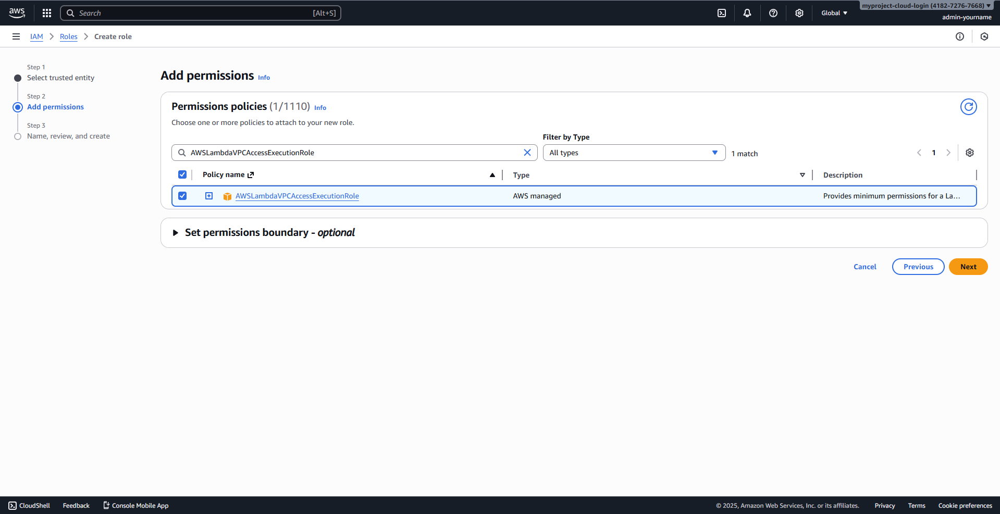 aws
Search
[Alt+S]
Global
myproject-cloud-login (4182-7276-7668)
admin-yourname
IAM
Roles
Create role
Step 1
Select trusted entity
Step 2
Add permissions
Step 3
Name, review, and create
Add permissions Info
Permissions policies (1/1110) Info
Choose one or more policies to attach to your new role.
Filter by Type
AWSLambdaVPCAccessExecutionRole
All types
1 match
1
Policy name
Type
Description
AWSLambdaVPCAccessExecutionRole
AWS managed
Provides minimum permissions for a La...
Set permissions boundary - optional
Cancel
Previous
Next
CloudShell
Feedback
Console Mobile App
© 2025, Amazon Web Services, Inc. or its affiliates.
Privacy
Terms
Cookie preferences